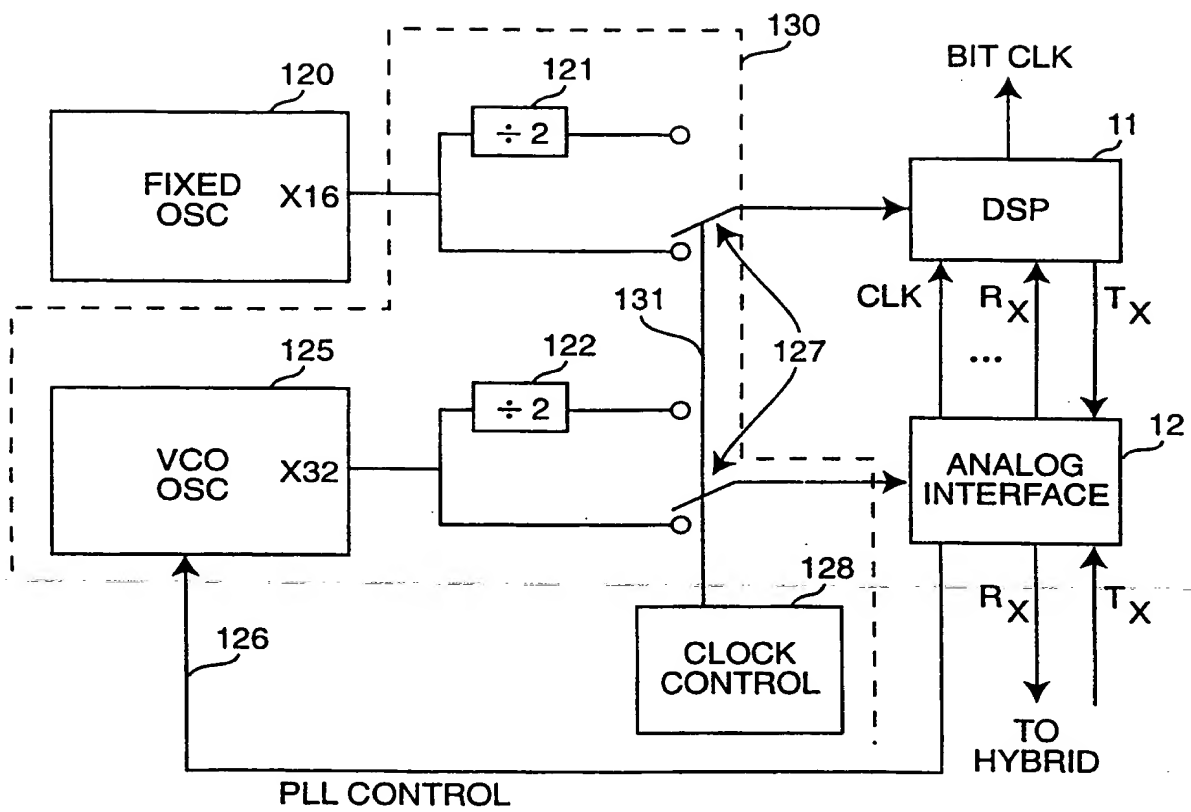 130
BIT CLK
120
121
÷ 2
11
FIXED
OSC
X16
DSP
CLK
RX
TX
131
...
127
125
122
÷ 2
12
VCO
OSC
X32
ANALOG
INTERFACE
128
RX
TX
126
CLOCK
CONTROL
TO
HYBRID
PLL CONTROL